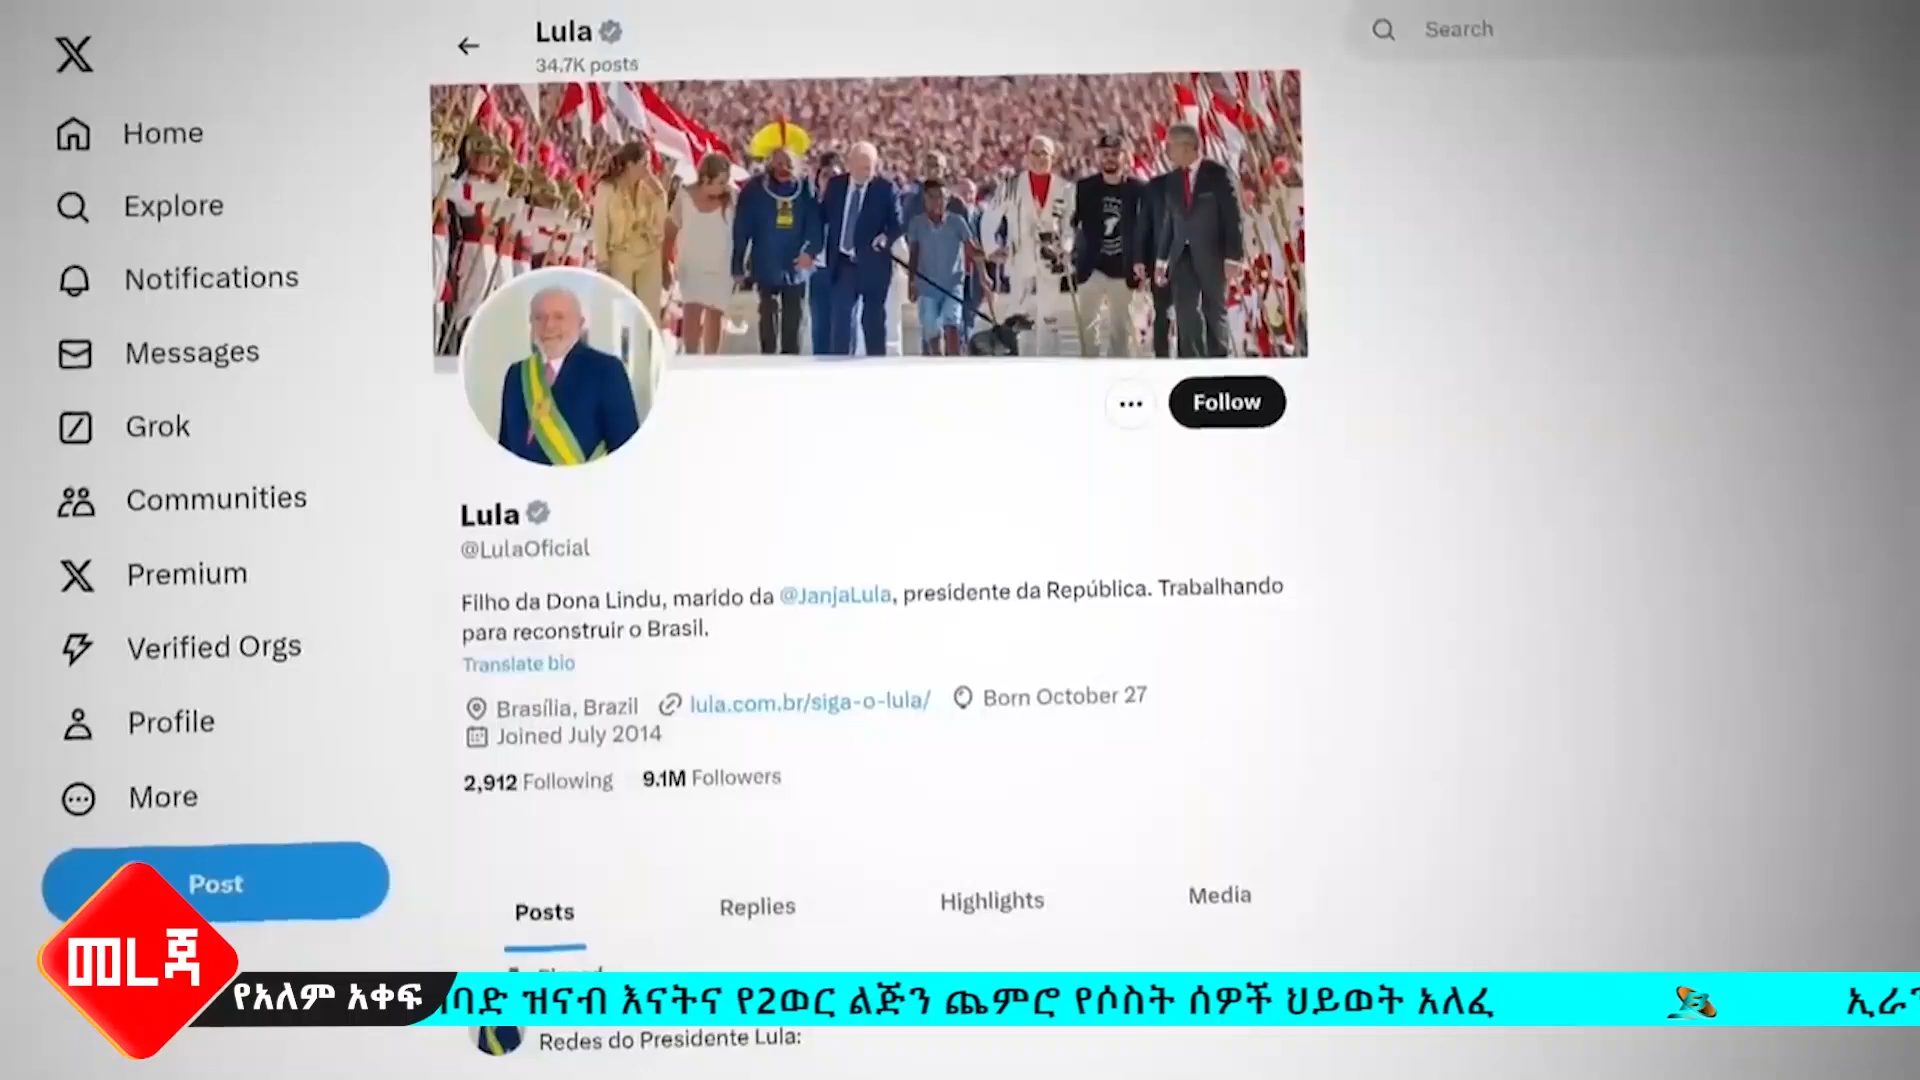 Lula
34.7K posts
Search
Home
Explore
Notifications
Messages
Grok
Communities
Premium
Verified Orgs
Profile
More
Post
Follow
Lula
@LulaOficial
Filho da Dona Lindu, marido da @JanjaLula, presidente da República. Trabalhando
para reconstruir o Brasil.
Translate bio
Brasília, Brazil lula.com.br/siga-o-lula/ Born October 27
Joined July 2014
2,912 Following 9.1M Followers
Posts Replies Highlights Media
Redes do Presidente Lula:
መረጃ
የአለም አቀፍ
ዝናብ እናትና የ2ወር ልጅን ጨምሮ የሶስት ሰዎች ህይወት አለፈ